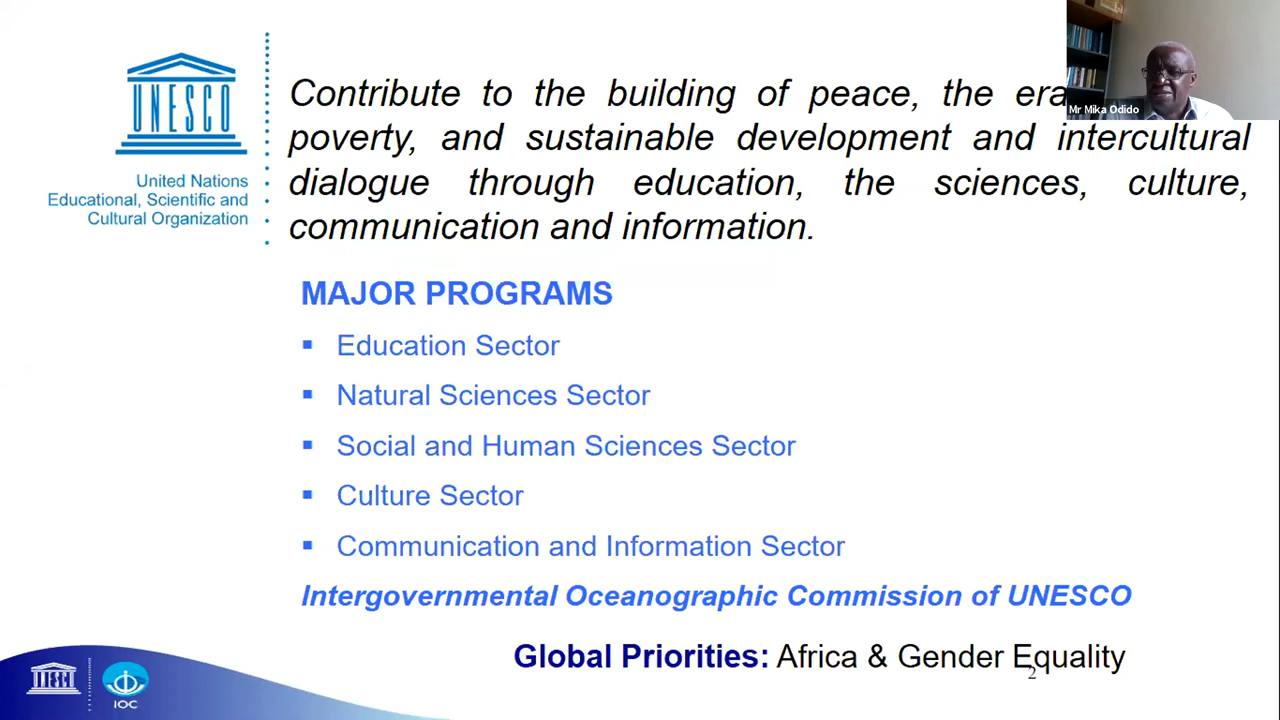 UNESCO
United Nations
Educational, Scientific and
Cultural Organization
Contribute to the building of peace, the
poverty, and sustainable development and intercultural
dialogue through education, the sciences, culture,
communication and information.
Mr Mika Odido
MAJOR PROGRAMS
▪ Education Sector
▪ Natural Sciences Sector
▪ Social and Human Sciences Sector
▪ Culture Sector
▪ Communication and Information Sector
Intergovernmental Oceanographic Commission of UNESCO
Global Priorities: Africa & Gender Equality
2
UNESCO
IOC